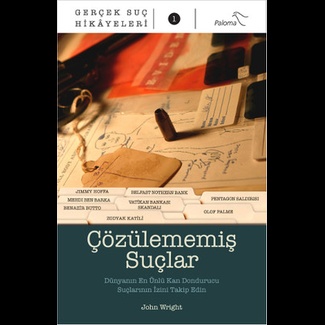 GERÇEK SUÇ
HİKÂYELERİ
1
Paloma
JIMMY HOFFA
BELFAST NOTHERN BANK
MEHDI BEN BARKA
VATİKAN BANKASI
SKANDALI
PENTAGON SALDIRISI
BENAZIR BUTTO
OLOF PALME
ZODYAK KATİLİ
Çözülememiş
Suçlar
Dünyanın En Ünlü Kan Dondurucu
Suçlarının İzini Takip Edin
John Wright